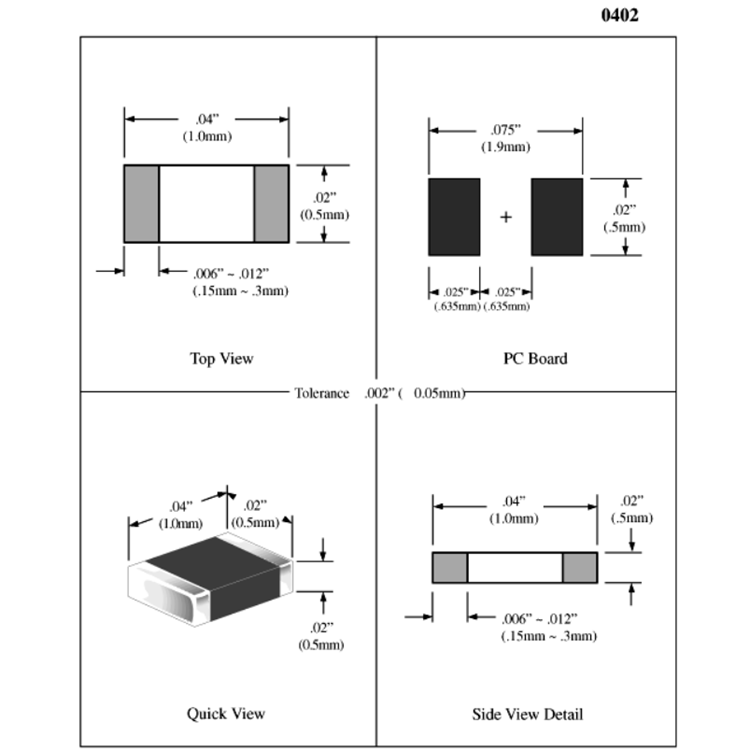 0402
.04”
(1.0mm)
.02”
(0.5mm)
.006” ~ .012”
(.15mm ~ .3mm)
Top View
.075”
(1.9mm)
.02”
(.5mm)
.025” .025”
(.635mm) (.635mm)
PC Board
Tolerance .002” ( 0.05mm)
.04”
(1.0mm)
.02”
(0.5mm)
.02”
(0.5mm)
Quick View
.04”
(1.0mm)
.02”
(.5mm)
.006” ~ .012”
(.15mm ~ .3mm)
Side View Detail